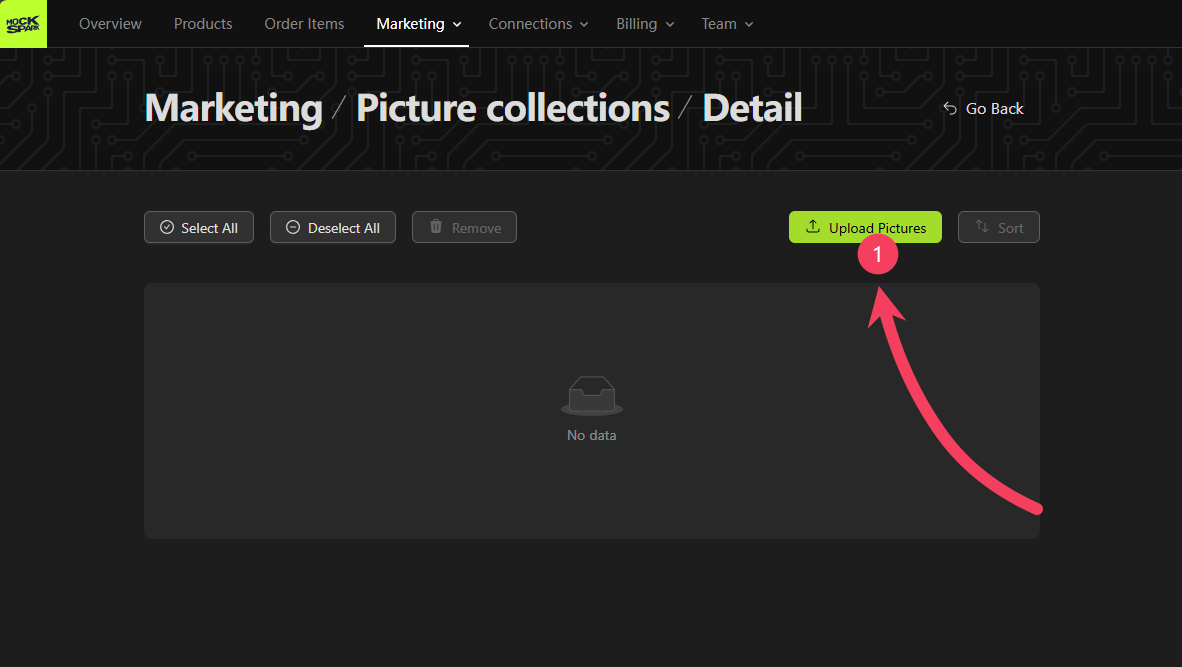 MOCK SPARK
Overview Products Order Items Marketing Connections Billing Team
Marketing / Picture collections / Detail
Go Back
Select All Deselect All Remove Upload Pictures Sort
1
No data